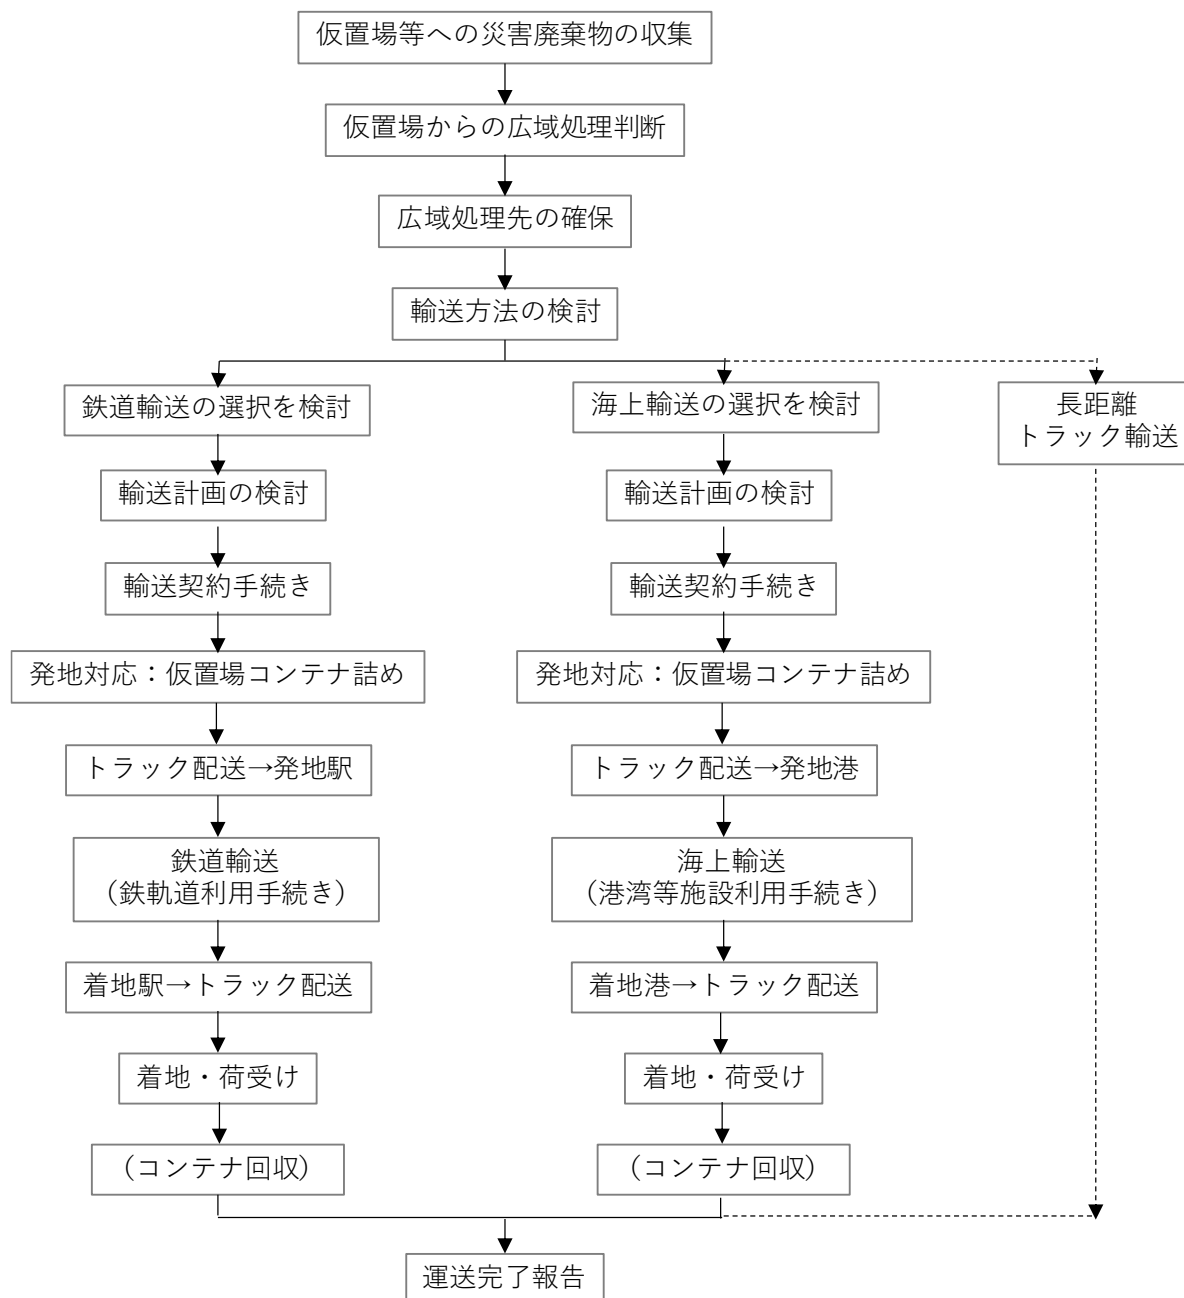 仮置場等への災害廃棄物の収集
仮置場からの広域処理判断
広域処理先の確保
輸送方法の検討
鉄道輸送の選択を検討
輸送計画の検討
輸送契約手続き
発地対応：仮置場コンテナ詰め
トラック配送→発地駅
鉄道輸送
（鉄軌道利用手続き）
着地駅→トラック配送
着地・荷受け
（コンテナ回収）
海上輸送の選択を検討
輸送計画の検討
輸送契約手続き
発地対応：仮置場コンテナ詰め
トラック配送→発地港
海上輸送
（港湾等施設利用手続き）
着地港→トラック配送
着地・荷受け
（コンテナ回収）
長距離
トラック輸送
運送完了報告